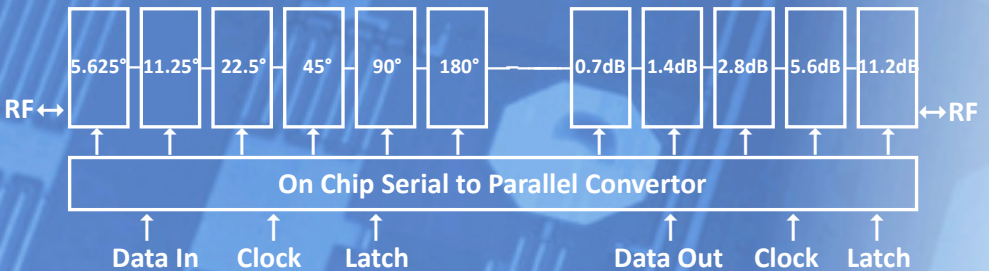 5.625° 11.25° 22.5° 45° 90° 180° 0.7dB 1.4dB 2.8dB 5.6dB 11.2dB
RF↔ ↔RF
On Chip Serial to Parallel Convertor
Data In Clock Latch Data Out Clock Latch